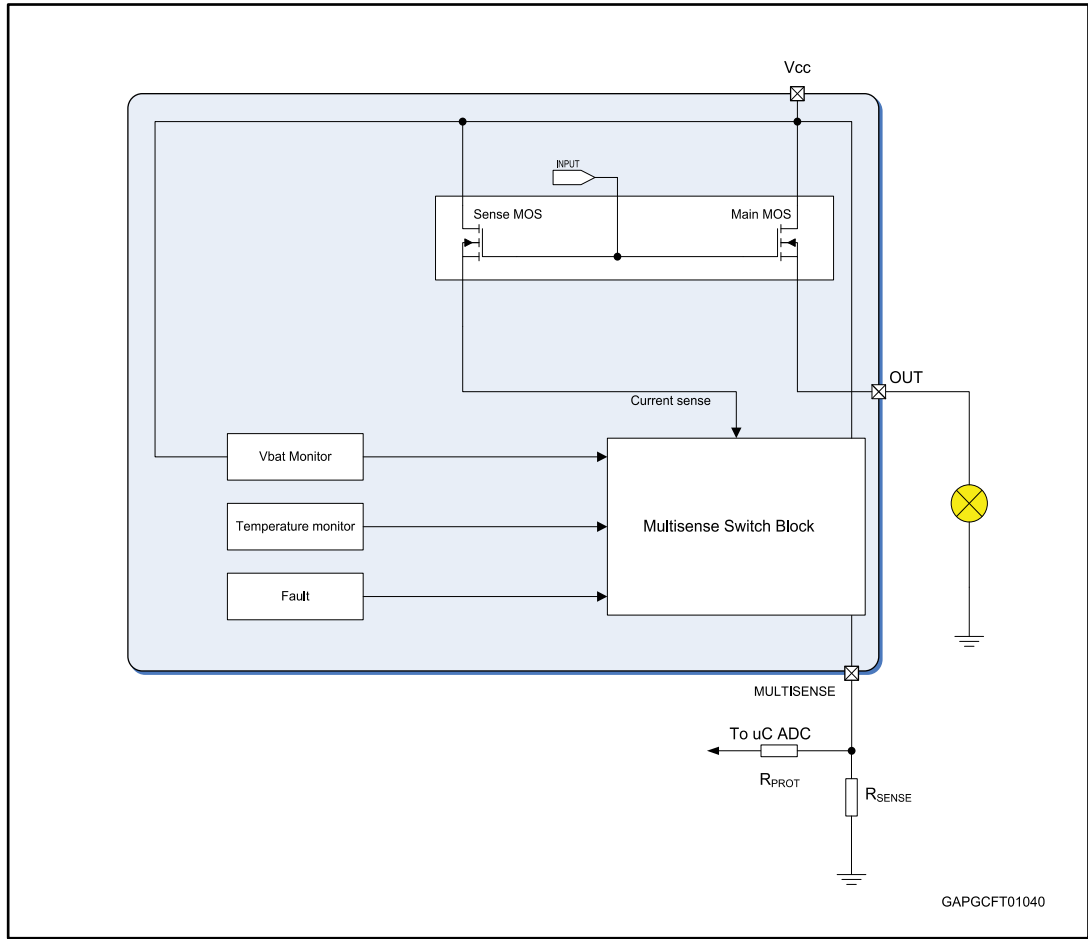 Vcc
INPUT
Sense MOS
Main MOS
OUT
Current sense
Vbat Monitor
Temperature monitor
Multisense Switch Block
Fault
MULTISENSE
To uC ADC
RPROT
RSENSE
GAPGCFT01040